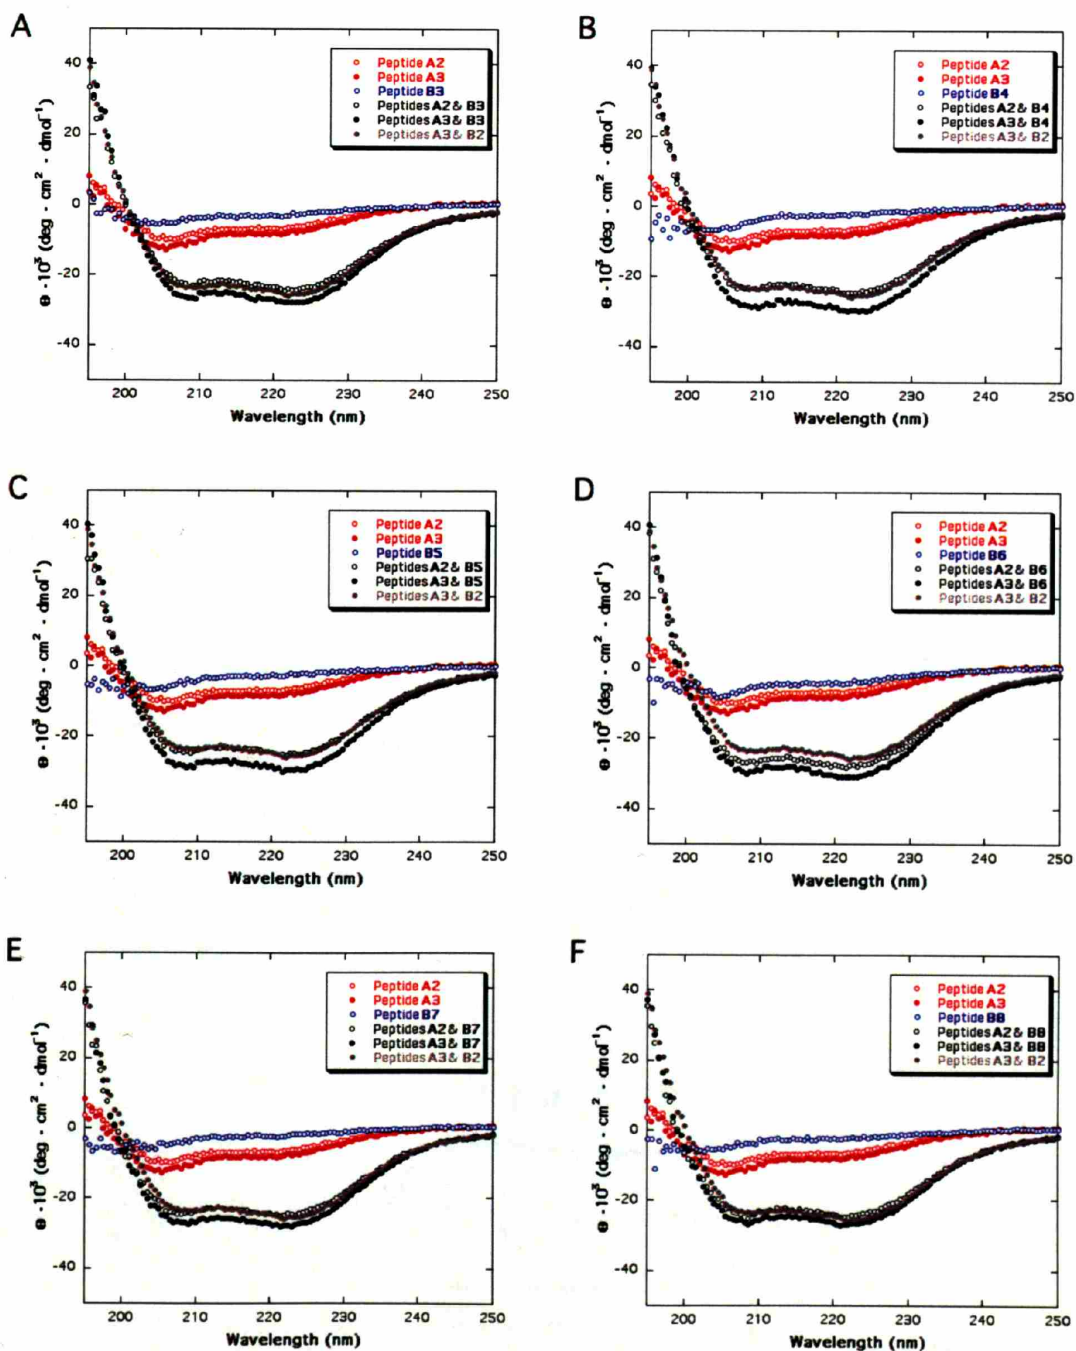 A
Peptide A2
Peptide A3
Peptide B3
Peptides A2 & B3
Peptides A3 & B3
Peptides A3 & B2
40
20
0
-20
-40
Θ · 10³ (deg · cm² · dmol⁻¹)
200 210 220 230 240 250
Wavelength (nm)
B
Peptide A2
Peptide A3
Peptide B4
Peptides A2 & B4
Peptides A3 & B4
Peptides A3 & B2
40
20
0
-20
-40
Θ · 10³ (deg · cm² · dmol⁻¹)
200 210 220 230 240 250
Wavelength (nm)
C
Peptide A2
Peptide A3
Peptide B5
Peptides A2 & B5
Peptides A3 & B5
Peptides A3 & B2
40
20
0
-20
-40
Θ · 10³ (deg · cm² · dmol⁻¹)
200 210 220 230 240 250
Wavelength (nm)
D
Peptide A2
Peptide A3
Peptide B6
Peptides A2 & B6
Peptides A3 & B6
Peptides A3 & B2
40
20
0
-20
-40
Θ · 10³ (deg · cm² · dmol⁻¹)
200 210 220 230 240 250
Wavelength (nm)
E
Peptide A2
Peptide A3
Peptide B7
Peptides A2 & B7
Peptides A3 & B7
Peptides A3 & B2
40
20
0
-20
-40
Θ · 10³ (deg · cm² · dmol⁻¹)
200 210 220 230 240 250
Wavelength (nm)
F
Peptide A2
Peptide A3
Peptide B8
Peptides A2 & B8
Peptides A3 & B8
Peptides A3 & B2
40
20
0
-20
-40
Θ · 10³ (deg · cm² · dmol⁻¹)
200 210 220 230 240 250
Wavelength (nm)